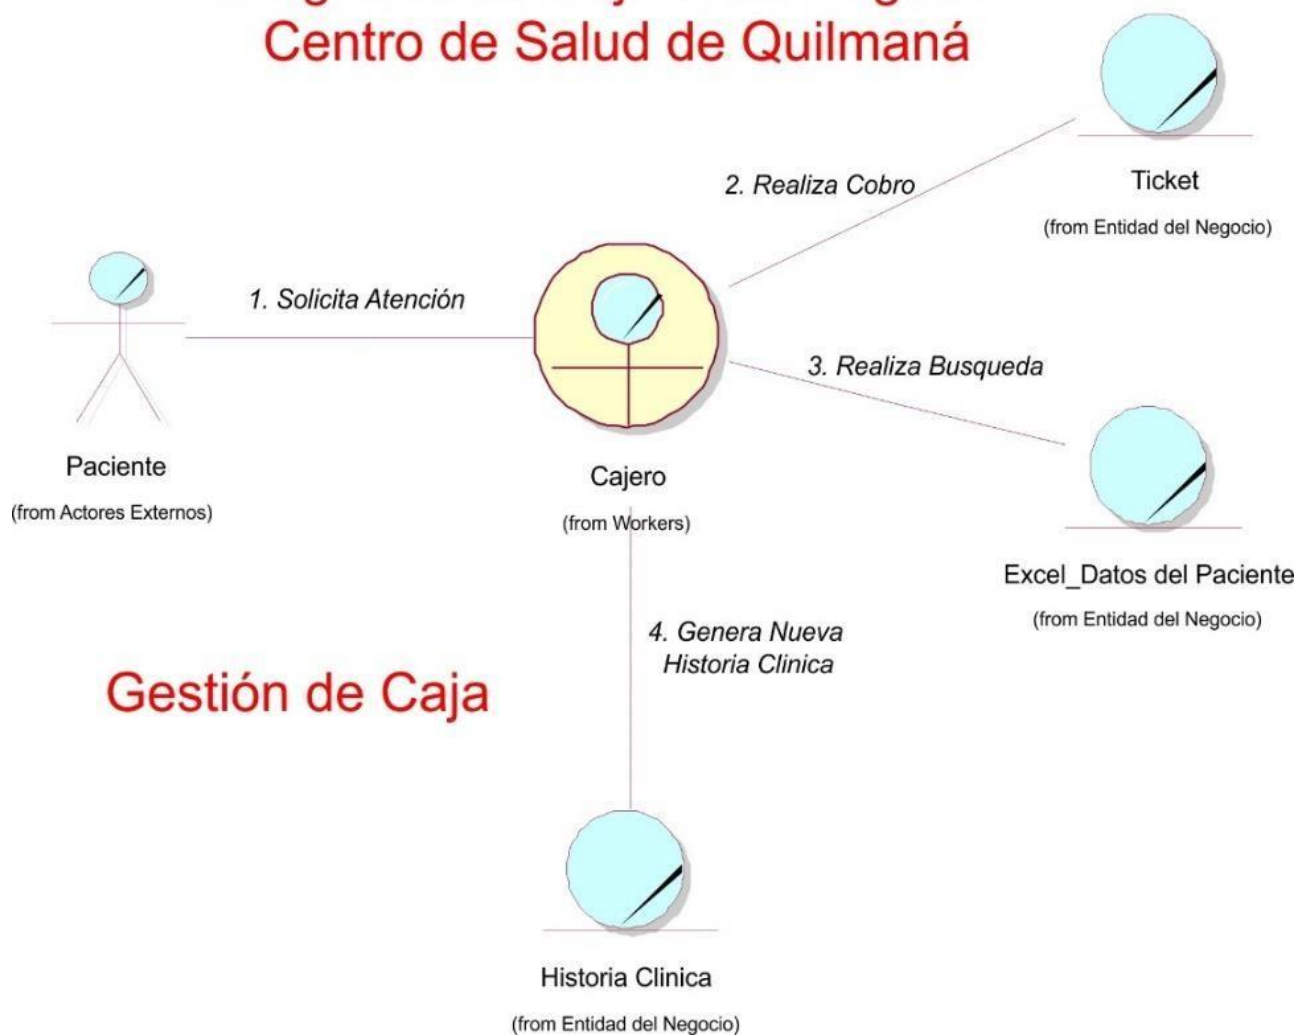 Centro de Salud de Quilmaná
Ticket
(from Entidad del Negocio)
2. Realiza Cobro
1. Solicita Atención
3. Realiza Busqueda
Paciente
(from Actores Externos)
Cajero
(from Workers)
Excel_Datos del Paciente
(from Entidad del Negocio)
4. Genera Nueva
Historia Clinica
Gestión de Caja
Historia Clinica
(from Entidad del Negocio)